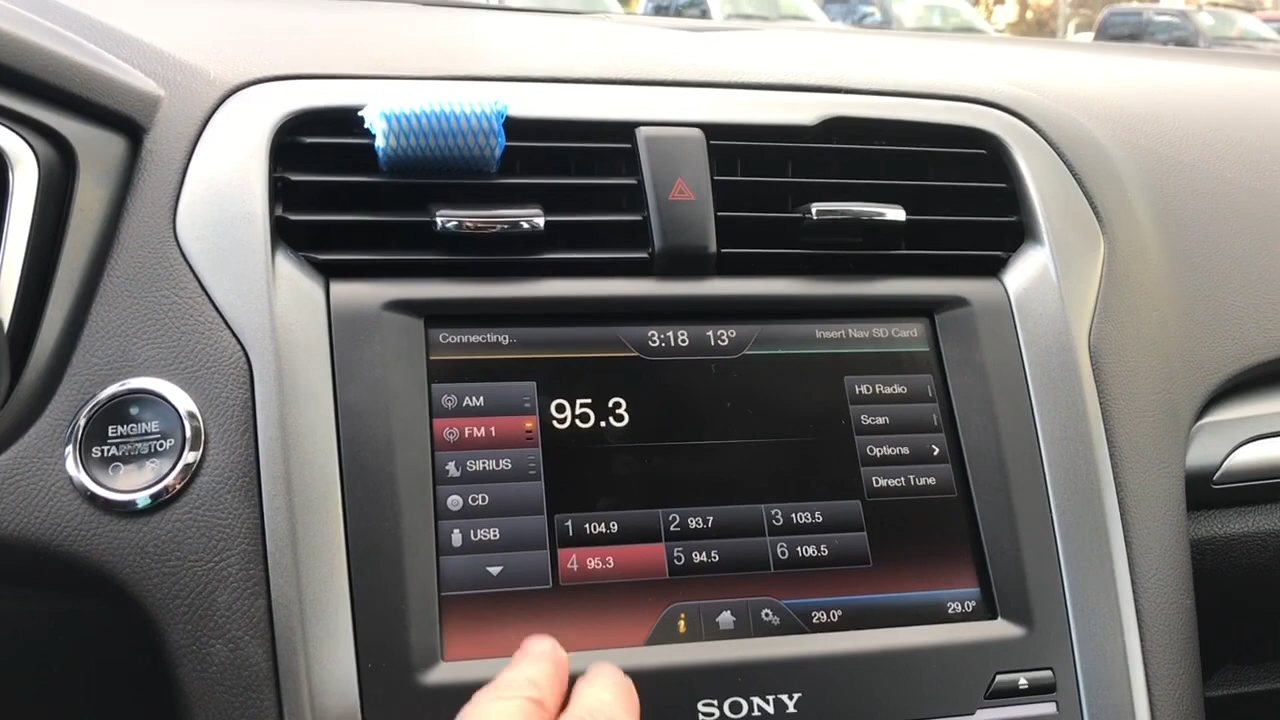 Connecting..
3:18 13°
Insert Nav SD Card
AM
FM 1
SIRIUS
CD
USB
95.3
HD Radio
Scan
Options
Direct Tune
1 104.9
2 93.7
3 103.5
4 95.3
5 94.5
6 106.5
i
29.0°
29.0°
ENGINE
START/STOP
SONY